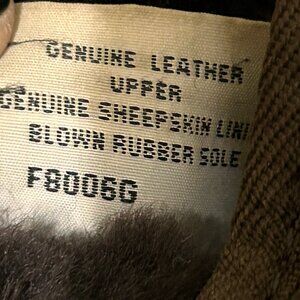 GENUINE LEATHER
UPPER
GENUINE SHEEPSKIN LINI
BLOWN RUBBER SOLE
F8006G